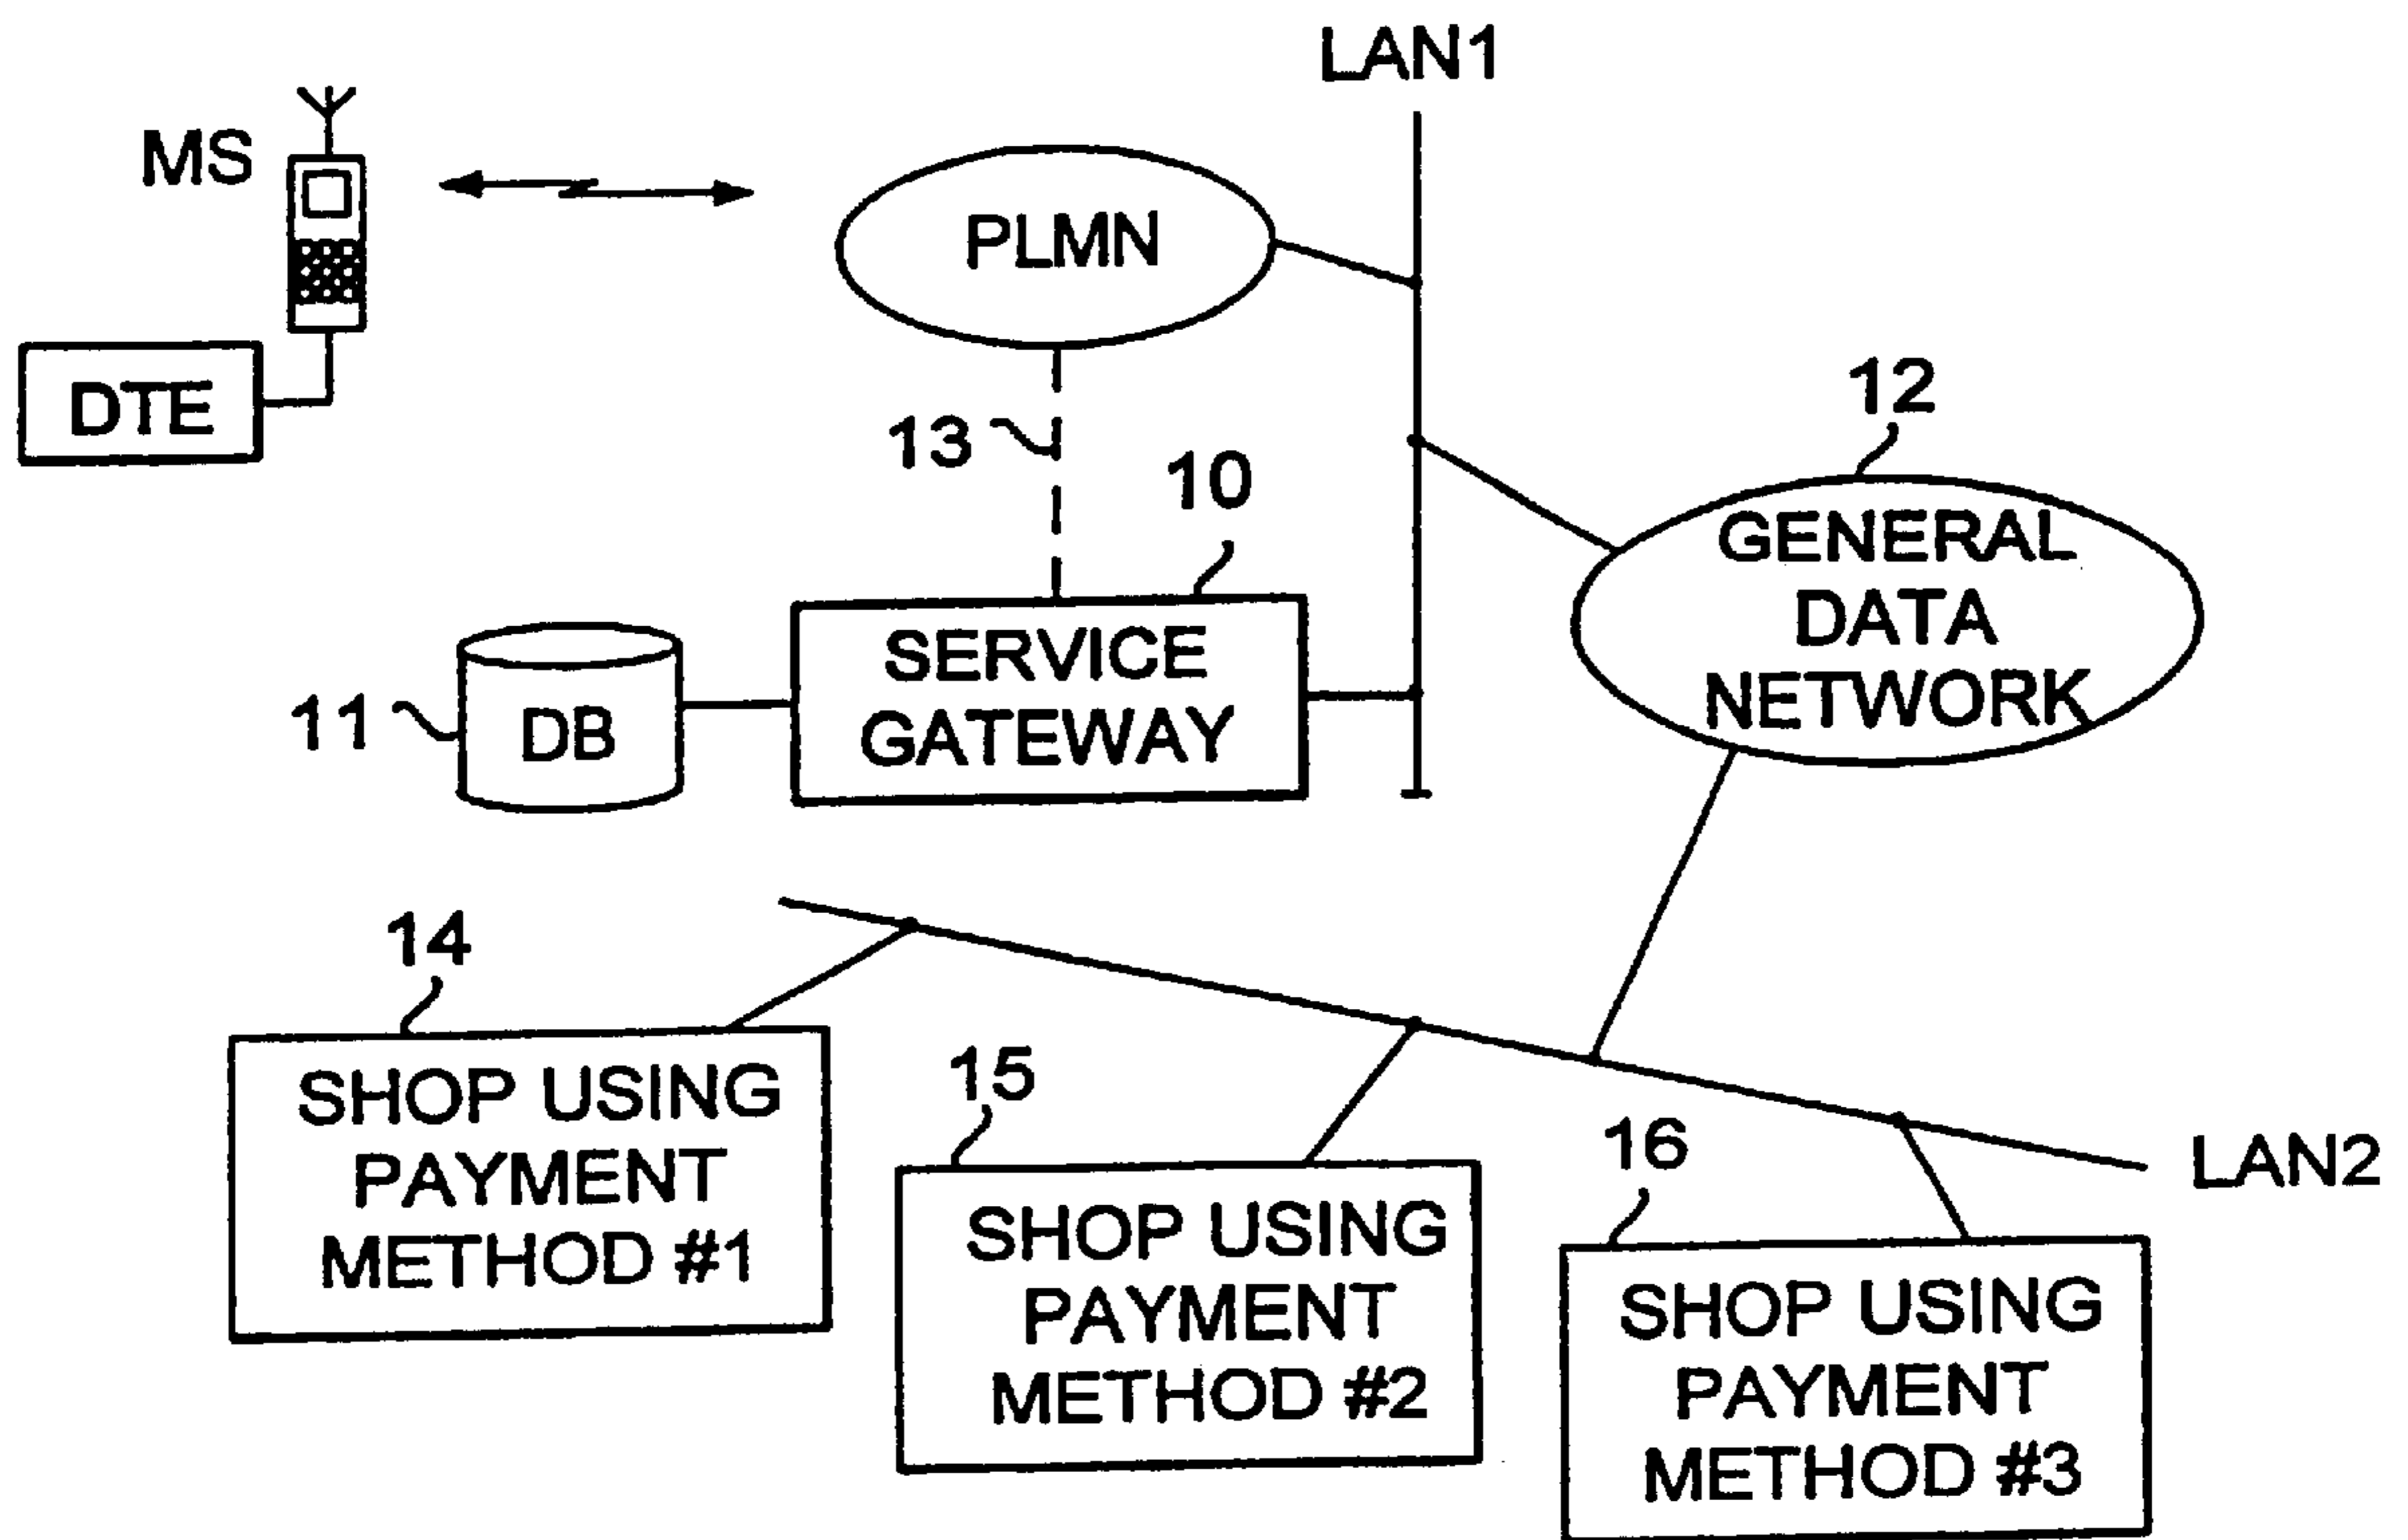 LAN1
MS
PLMN
DTE
12
13
10
GENERAL
DATA
NETWORK
SERVICE
GATEWAY
11
DB
14
SHOP USING
PAYMENT
METHOD #1
15
SHOP USING
PAYMENT
METHOD #2
16
LAN2
SHOP USING
PAYMENT
METHOD #3